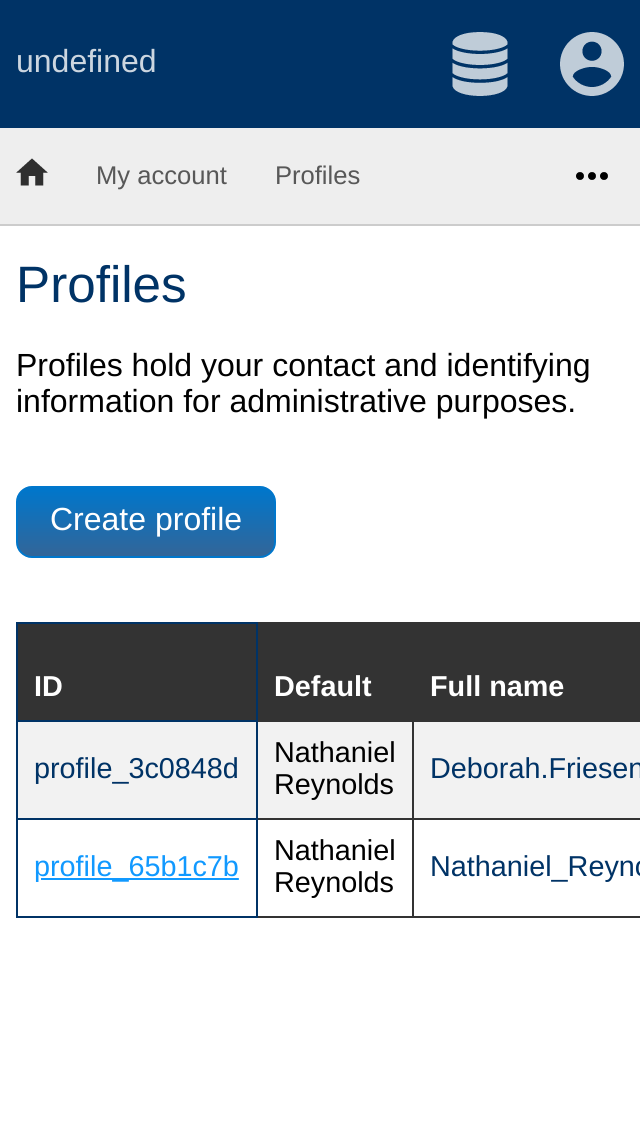 undefined
My account Profiles
Profiles
Profiles hold your contact and identifying
information for administrative purposes.
Create profile
ID Default Full name
profile_3c0848d Nathaniel Reynolds Deborah.Friesen
profile_65b1c7b Nathaniel Reynolds